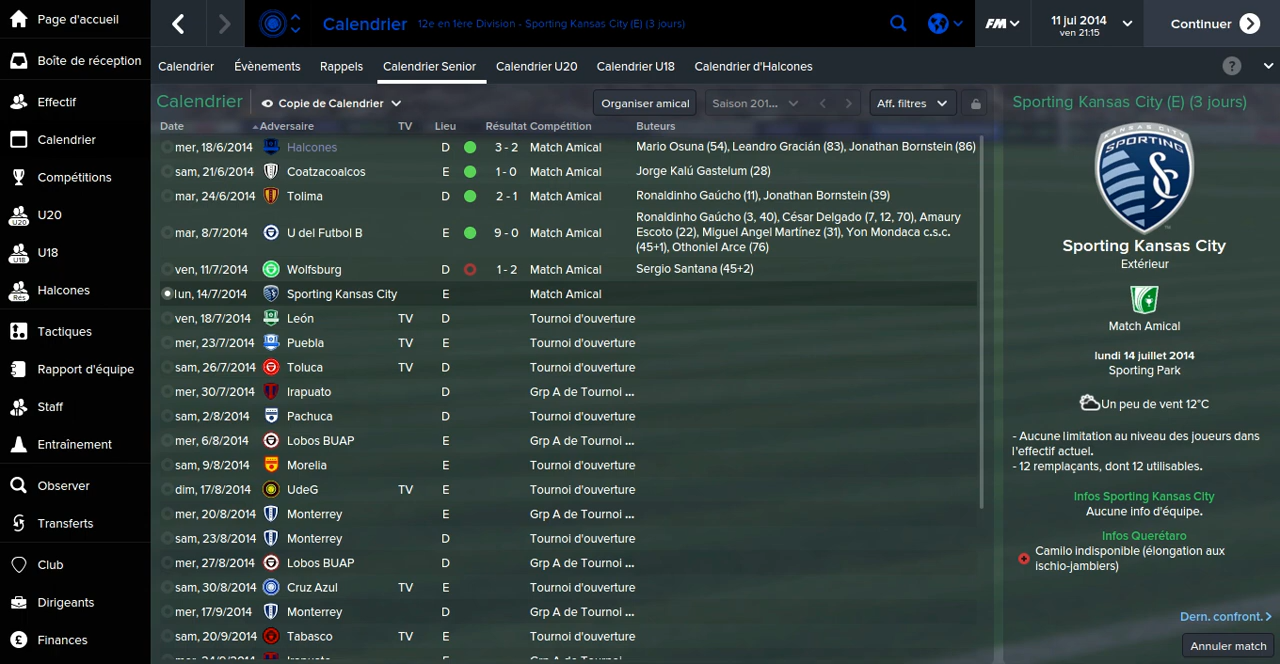 Page d'accueil
Boîte de réception
Effectif
Calendrier
Compétitions
U20
U20
U18
U18
Halcones
Rés
Tactiques
Rapport d'équipe
Staff
Entraînement
Observer
Transferts
Club
Dirigeants
Finances
Calendrier 12e en 1ère Division - Sporting Kansas City (E) (3 jours)
FM
11 jul 2014
ven 21:15
Continuer
Calendrier Évènements Rappels Calendrier Senior Calendrier U20 Calendrier U18 Calendrier d'Halcones ?
Calendrier Copie de Calendrier Organiser amical Saison 201... Aff. filtres
Date Adversaire TV Lieu Résultat Compétition Buteurs
mer, 18/6/2014 Halcones D 3 - 2 Match Amical Mario Osuna (54), Leandro Gracián (83), Jonathan Bornstein (86)
sam, 21/6/2014 Coatzacoalcos E 1 - 0 Match Amical Jorge Kalú Gastelum (28)
mar, 24/6/2014 Tolima D 2 - 1 Match Amical Ronaldinho Gaúcho (11), Jonathan Bornstein (39)
mar, 8/7/2014 U del Futbol B E 9 - 0 Match Amical Ronaldinho Gaúcho (3, 40), César Delgado (7, 12, 70), Amaury
Escoto (22), Miguel Angel Martínez (31), Yon Mondaca c.s.c.
(45+1), Othoniel Arce (76)
ven, 11/7/2014 Wolfsburg D 1 - 2 Match Amical Sergio Santana (45+2)
lun, 14/7/2014 Sporting Kansas City E Match Amical
ven, 18/7/2014 León TV D Tournoi d'ouverture
mer, 23/7/2014 Puebla TV E Tournoi d'ouverture
sam, 26/7/2014 Toluca TV D Tournoi d'ouverture
mer, 30/7/2014 Irapuato D Grp A de Tournoi ...
sam, 2/8/2014 Pachuca D Tournoi d'ouverture
mer, 6/8/2014 Lobos BUAP E Grp A de Tournoi ...
sam, 9/8/2014 Morelia E Tournoi d'ouverture
dim, 17/8/2014 UdeG TV E Tournoi d'ouverture
mer, 20/8/2014 Monterrey E Grp A de Tournoi ...
sam, 23/8/2014 Monterrey D Tournoi d'ouverture
mer, 27/8/2014 Lobos BUAP D Grp A de Tournoi ...
sam, 30/8/2014 Cruz Azul TV E Tournoi d'ouverture
mer, 17/9/2014 Monterrey D Grp A de Tournoi ...
sam, 20/9/2014 Tabasco TV E Tournoi d'ouverture
Sporting Kansas City (E) (3 jours)
KANSAS CITY
SPORTING
Sporting Kansas City
Extérieur
Match Amical
lundi 14 juillet 2014
Sporting Park
Un peu de vent 12°C
- Aucune limitation au niveau des joueurs dans
l'effectif actuel.
- 12 remplaçants, dont 12 utilisables.
Infos Sporting Kansas City
Aucune info d'équipe.
Infos Querétaro
Camilo indisponible (élongation aux
ischio-jambiers)
Dern. confront.
Annuler match